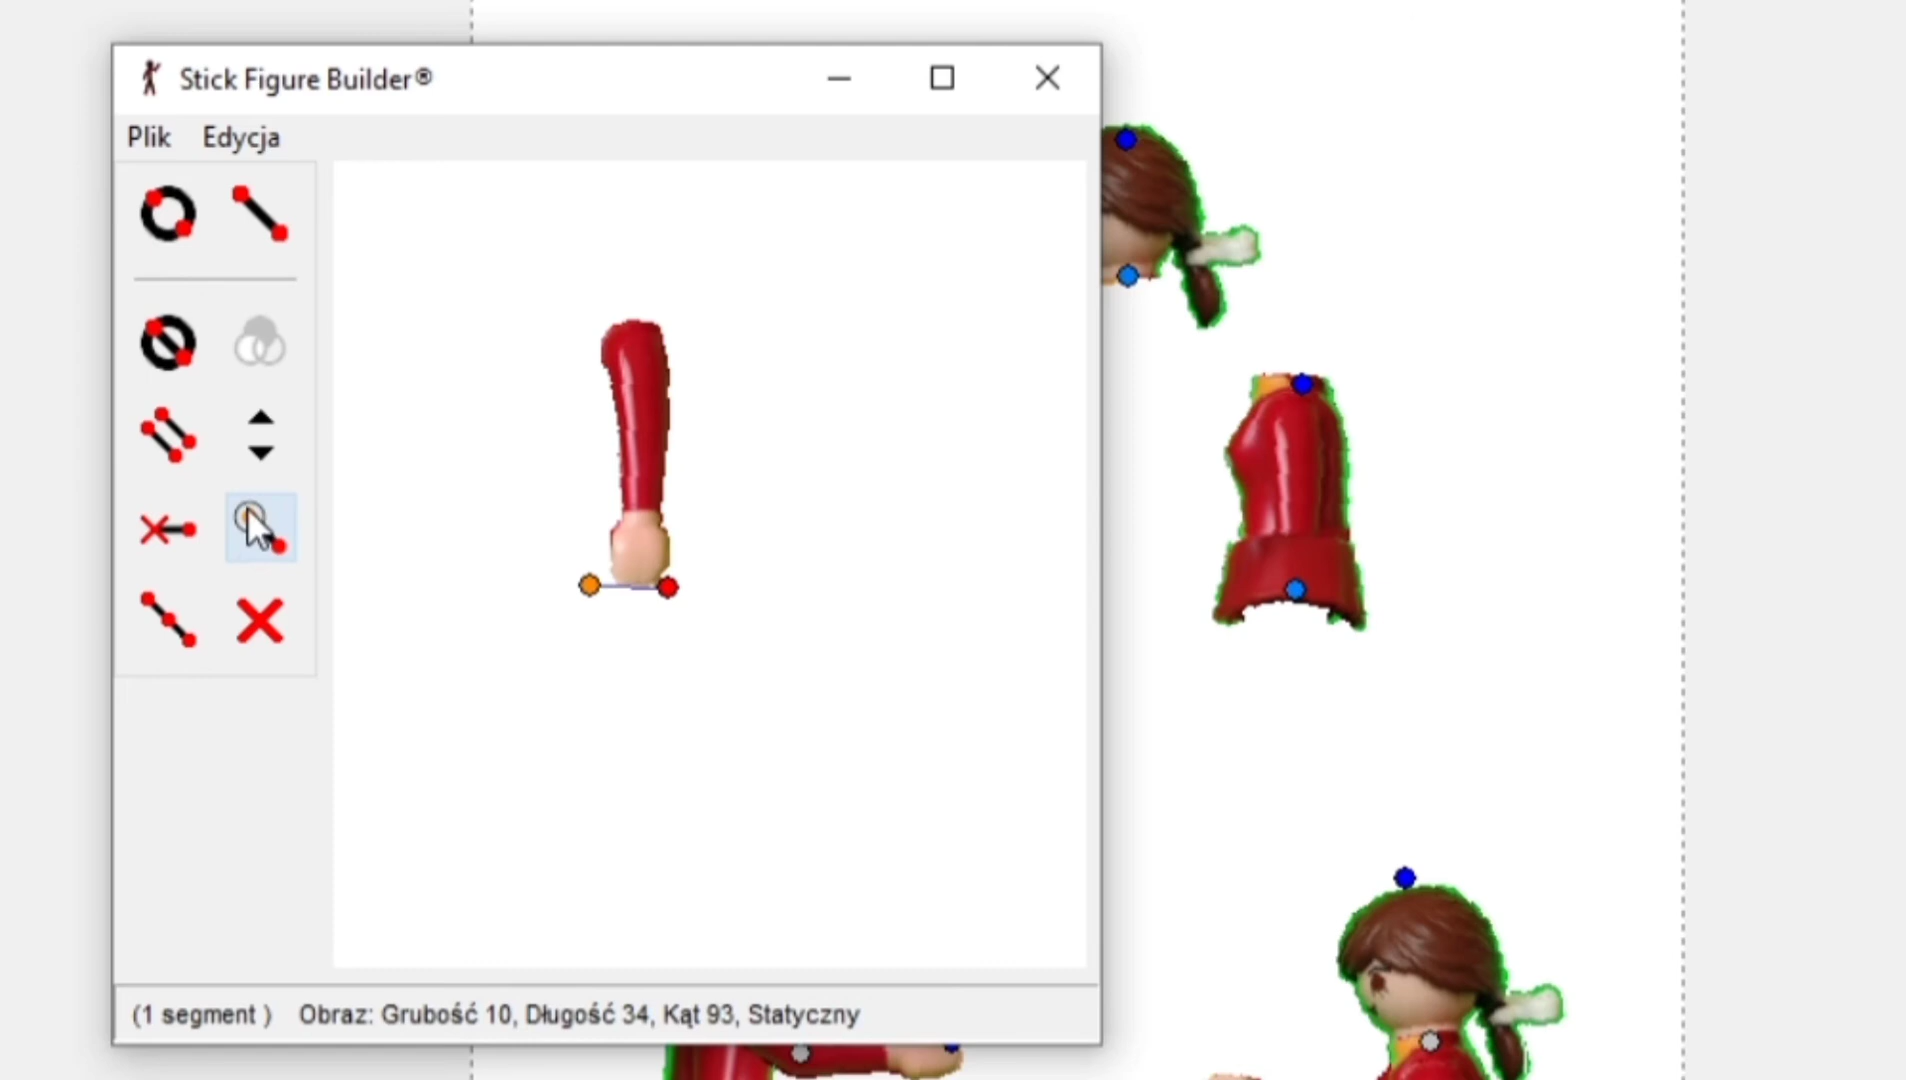 Stick Figure Builder®
Plik Edycja
(1 segment ) Obraz: Grubość 10, Długość 34, Kąt 93, Statyczny